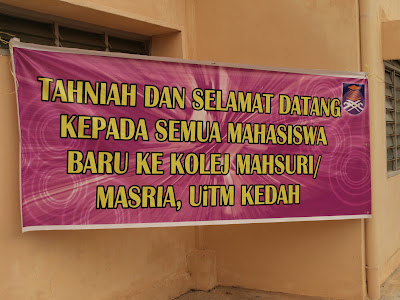 TAHNIAH DAN SELAMAT DATANG
KEPADA SEMUA MAHASISWA
BARU KE KOLEJ MAHSURI/
MASRIA, UiTM KEDAH